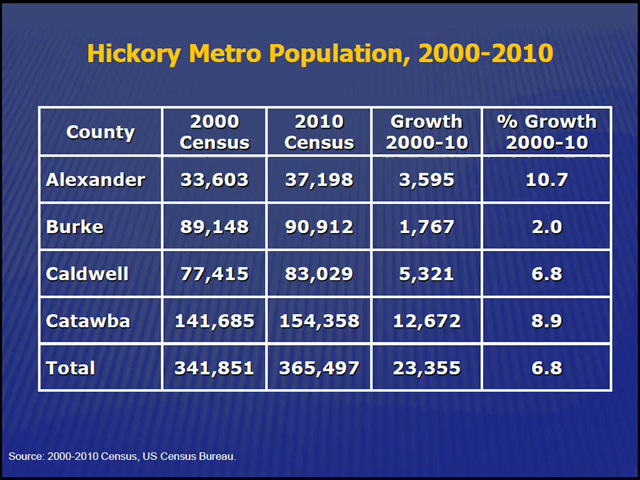 Hickory Metro Population, 2000-2010
County 2000 Census 2010 Census Growth 2000-10 % Growth 2000-10
Alexander 33,603 37,198 3,595 10.7
Burke 89,148 90,912 1,767 2.0
Caldwell 77,415 83,029 5,321 6.8
Catawba 141,685 154,358 12,672 8.9
Total 341,851 365,497 23,355 6.8
Source: 2000-2010 Census, US Census Bureau.